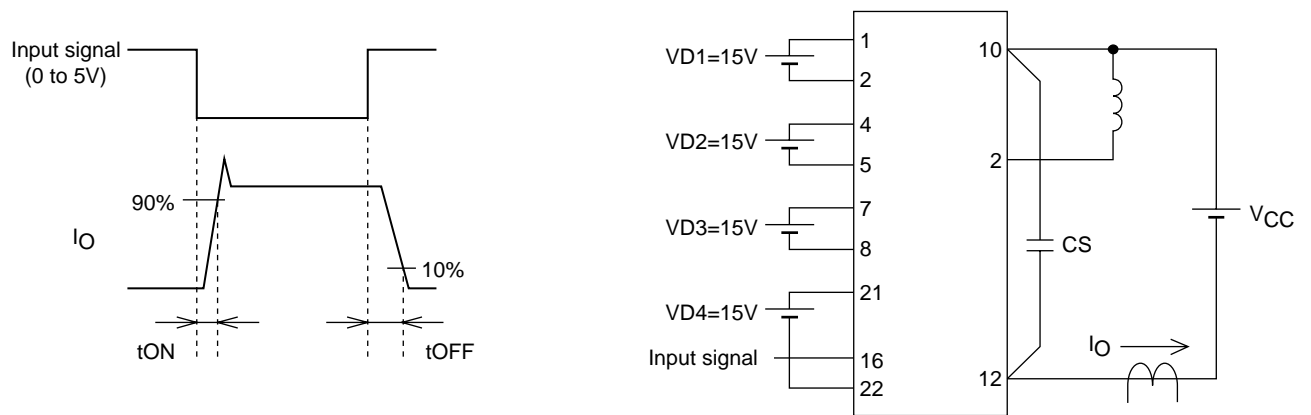 Input signal
(0 to 5V)
90%
IO
10%
tON
tOFF
VD1=15V
1
2
VD2=15V
4
5
VD3=15V
7
8
VD4=15V
21
Input signal
16
22
10
2
12
CS
VCC
IO